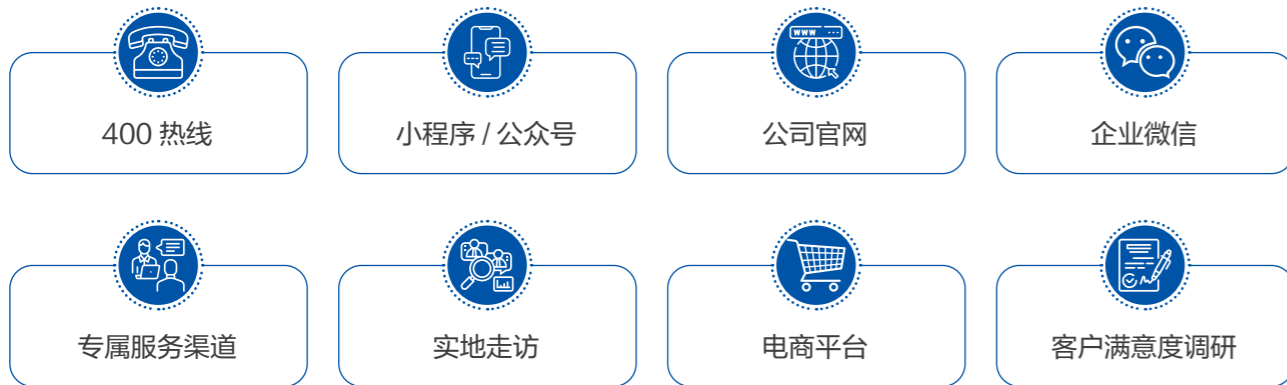 400 热线
小程序 / 公众号
WWW
公司官网
企业微信
专属服务渠道
实地走访
电商平台
客户满意度调研